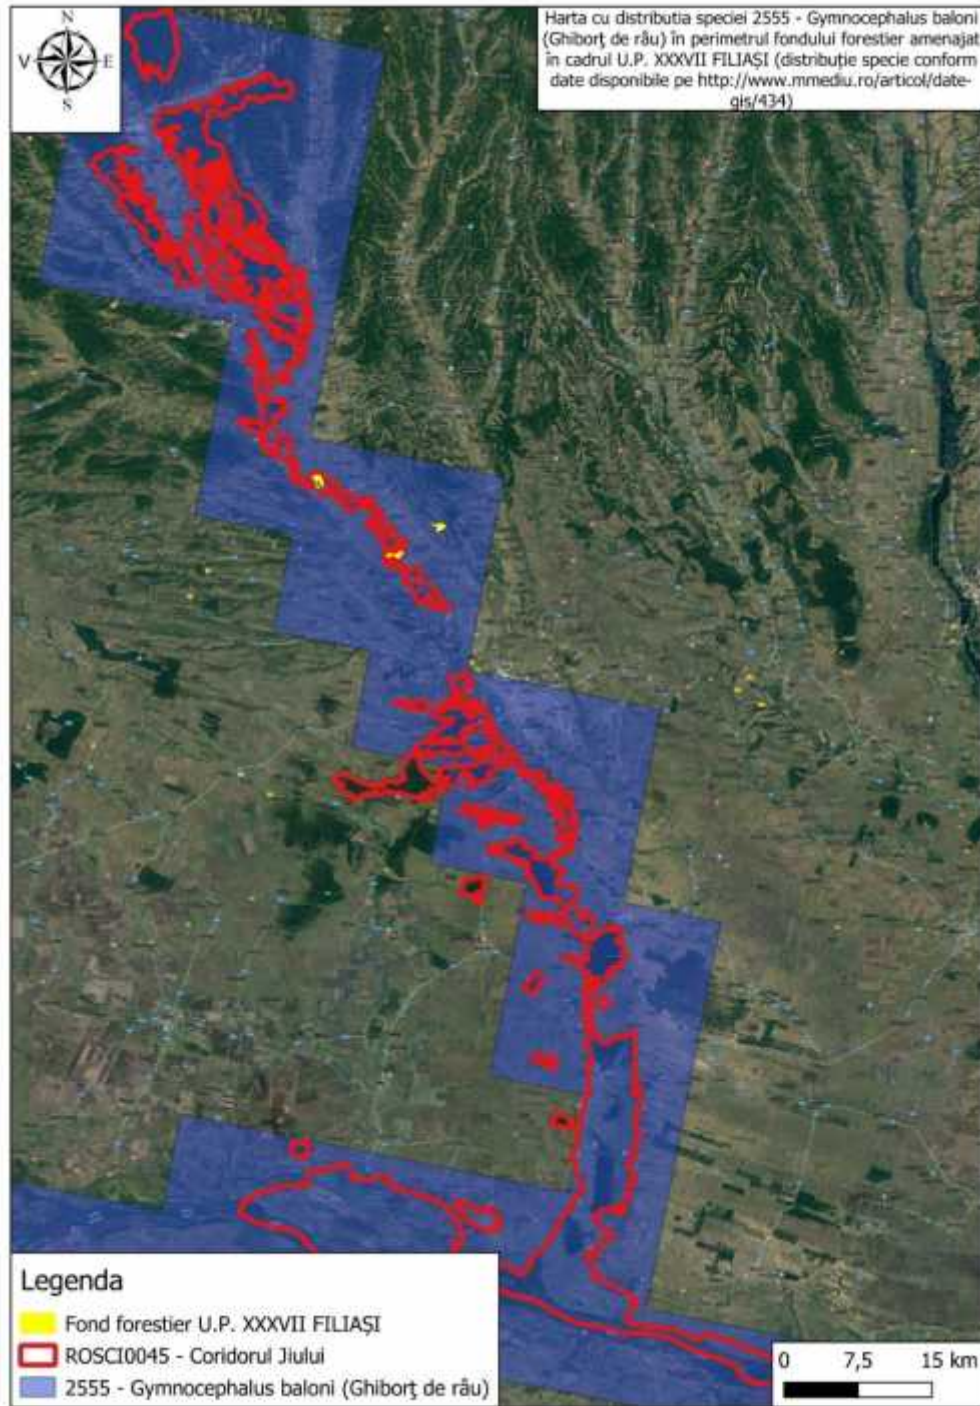 N
V E
S
Harta cu distributia speciei 2555 - Gymnocephalus baloni
(Ghiborţ de râu) în perimetrul fondului forestier amenajat
în cadrul U.P. XXXVII FILIAȘI (distribuție specie conform
date disponibile pe http://www.mmediu.ro/articol/date-
gis/434)
Legenda
Fond forestier U.P. XXXVII FILIAȘI
ROSCI0045 - Coridorul Jiului
2555 - Gymnocephalus baloni (Ghiborţ de râu)
0 7,5 15 km